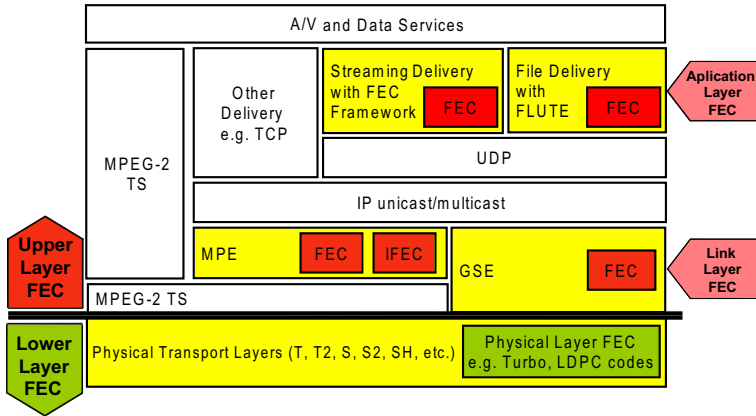 A/V and Data Services
MPEG-2
TS
Other
Delivery
e.g. TCP
Streaming Delivery
with FEC
Framework
FEC
File Delivery
with
FLUTE
FEC
Aplication
Layer
FEC
UDP
IP unicast/multicast
Upper
Layer
FEC
MPE
FEC
IFEC
GSE
FEC
Link
Layer
FEC
MPEG-2 TS
Lower
Layer
FEC
Physical Transport Layers (T, T2, S, S2, SH, etc.)
Physical Layer FEC
e.g. Turbo, LDPC codes